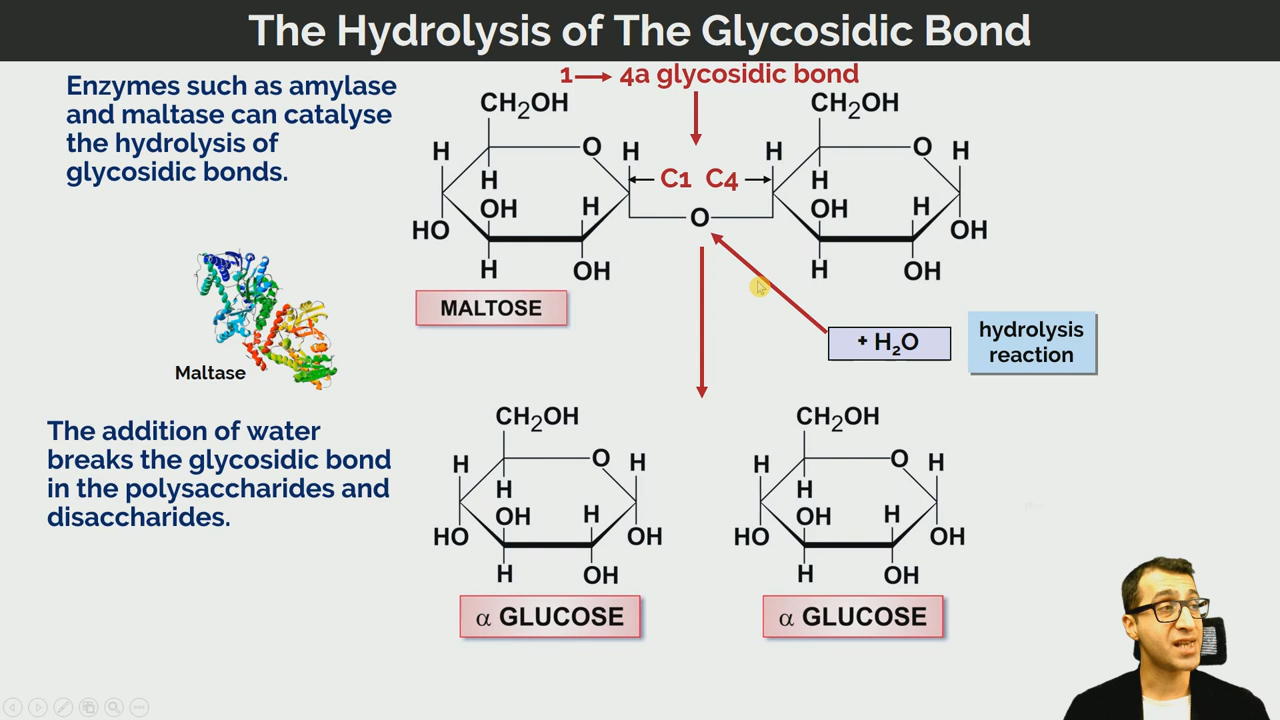 The Hydrolysis of The Glycosidic Bond
Enzymes such as amylase
and maltase can catalyse
the hydrolysis of
glycosidic bonds.
1→4a glycosidic bond
CH₂OH CH₂OH
H O H H O H
C1 C4
H H
OH H OH H
HO O OH
H OH H OH
MALTOSE
+ H₂O
hydrolysis
reaction
Maltase
The addition of water
breaks the glycosidic bond
in the polysaccharides and
disaccharides.
CH₂OH CH₂OH
H O H H O H
H H
OH H OH H
HO OH HO OH
H OH H OH
α GLUCOSE α GLUCOSE